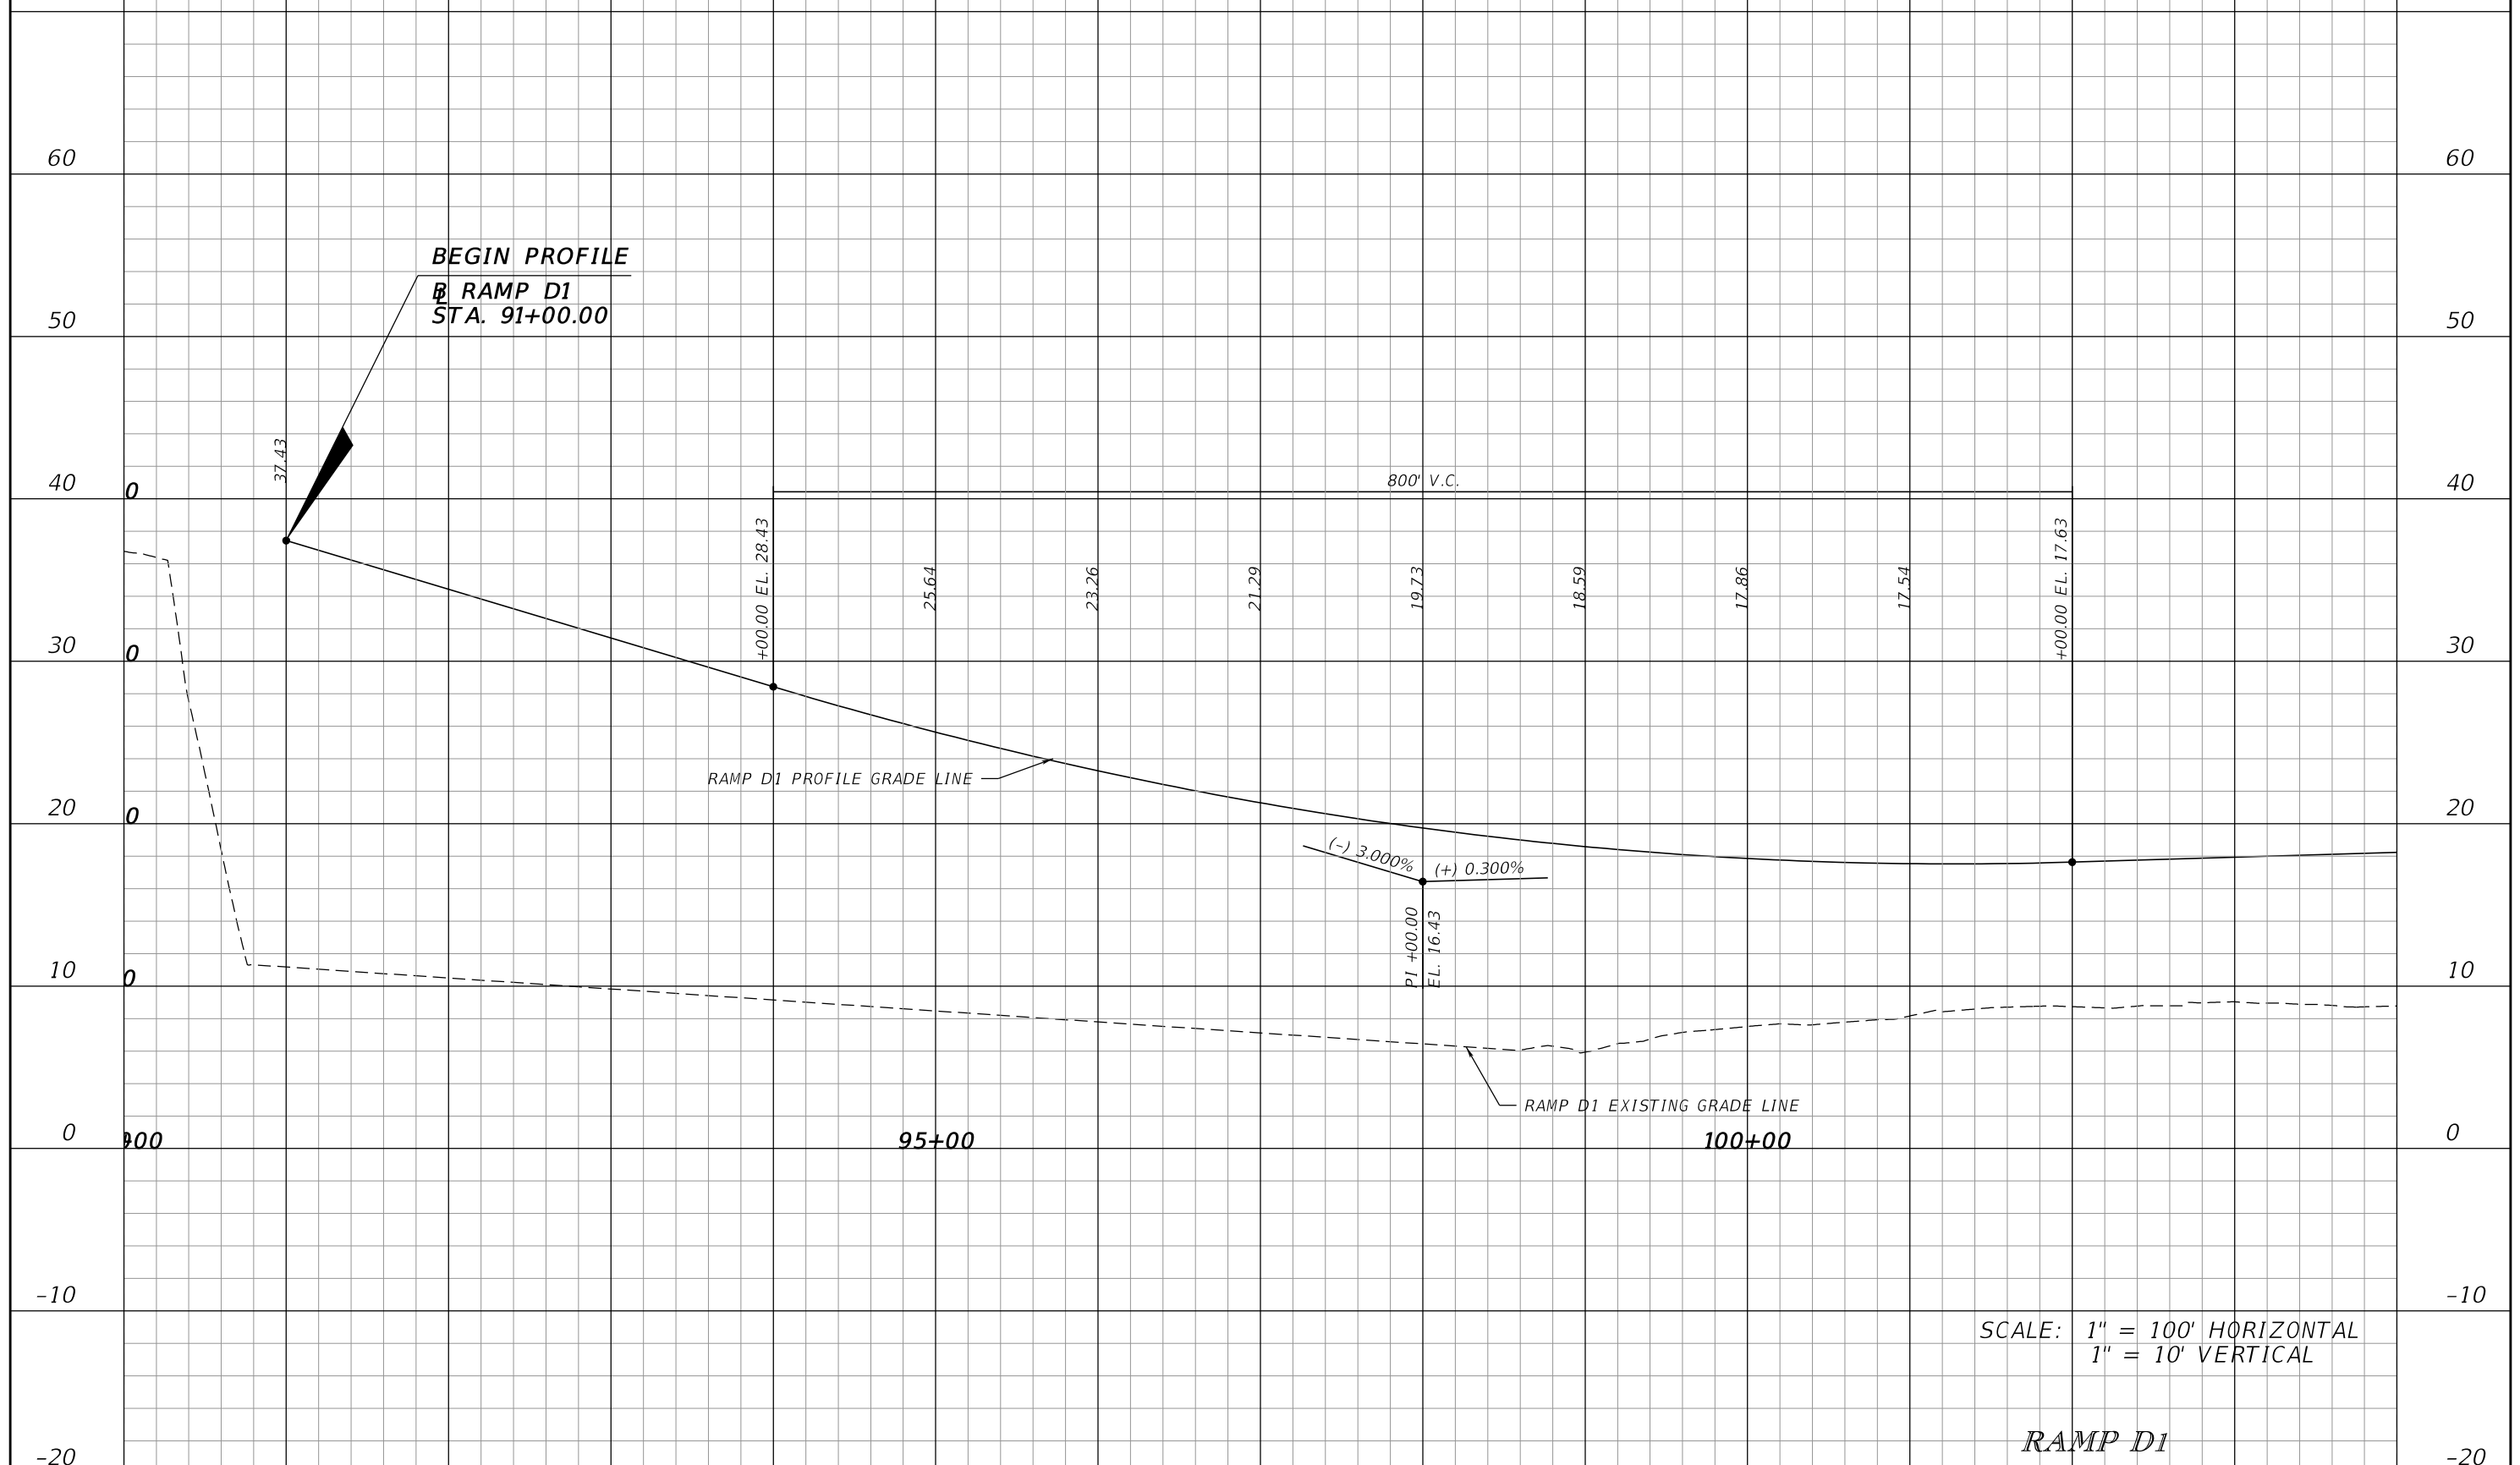 60
60
BEGIN PROFILE
BL RAMP D1
STA. 91+00.00
50
50
37.43
40
0
800' V.C.
40
+00.00 EL. 28.43
25.64
23.26
21.29
19.73
18.59
17.86
17.54
+00.00 EL. 17.63
30
0
30
RAMP D1 PROFILE GRADE LINE
20
0
20
(-) 3.000%
(+) 0.300%
PI +00.00
EL. 16.43
10
0
10
RAMP D1 EXISTING GRADE LINE
0
+00
95+00
100+00
0
-10
-10
SCALE: 1" = 100' HORIZONTAL
1" = 10' VERTICAL
RAMP D1
-20
-20